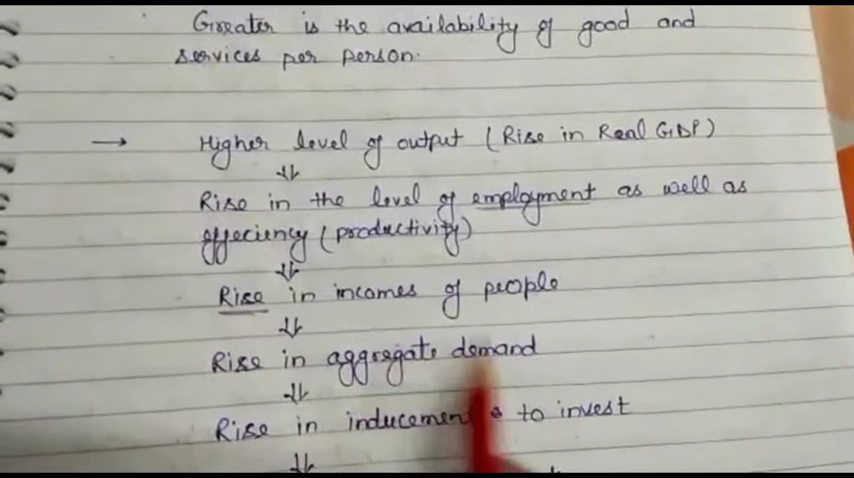 Greater is the availability of good and
services per person.
→ Higher level of output (Rise in Real GDP)
⇓
Rise in the level of employment as well as
effeciency (productivity)
⇓
Rise in incomes of people
⇓
Rise in aggregate demand
⇓
Rise in to invest
⇓